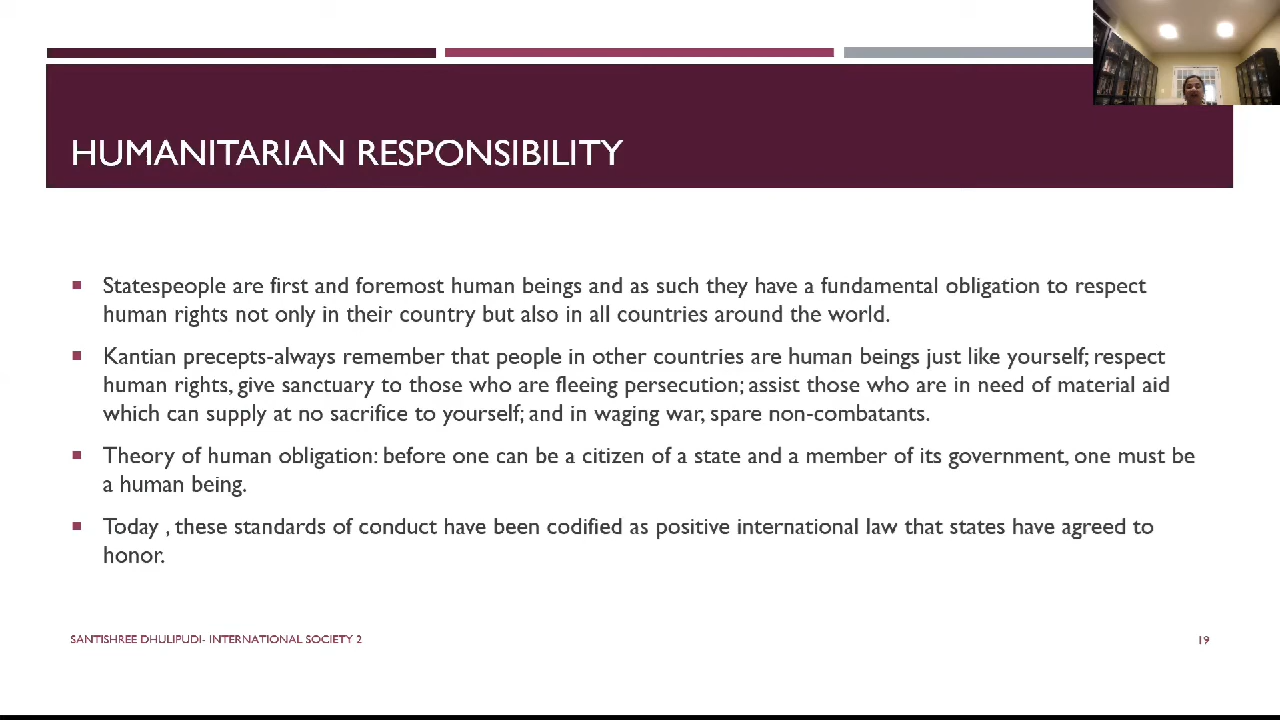 HUMANITARIAN RESPONSIBILITY
Statespeople are first and foremost human beings and as such they have a fundamental obligation to respect
human rights not only in their country but also in all countries around the world.
Kantian precepts-always remember that people in other countries are human beings just like yourself; respect
human rights, give sanctuary to those who are fleeing persecution; assist those who are in need of material aid
which can supply at no sacrifice to yourself; and in waging war, spare non-combatants.
Theory of human obligation: before one can be a citizen of a state and a member of its government, one must be
a human being.
Today , these standards of conduct have been codified as positive international law that states have agreed to
honor.
SANTISHREE DHULIPUDI- INTERNATIONAL SOCIETY 2
19